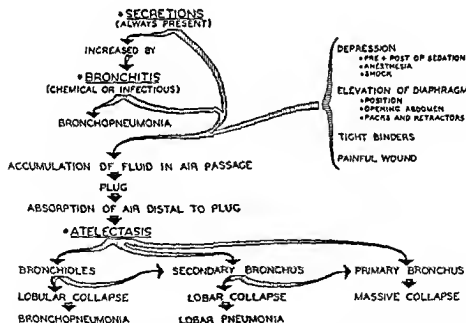 •SECRETIONS
(ALWAYS PRESENT)
INCREASED BY
•BRONCHITIS
(CHEMICAL OR INFECTIOUS)
BRONCHOPNEUMONIA
DEPRESSION
•PRE + POST OP SEDATION
•ANESTHESIA
•SHOCK
ELEVATION OF DIAPHRAGM
•POSITION
•OPENING ABDOMEN
•PACKS AND RETRACTORS
TIGHT BINDERS
PAINFUL WOUND
ACCUMULATION OF FLUID IN AIR PASSAGE
PLUG
ABSORPTION OF AIR DISTAL TO PLUG
•ATELECTASIS
BRONCHIOLES
SECONDARY BRONCHUS
PRIMARY BRONCHUS
LOBULAR COLLAPSE
LOBAR COLLAPSE
MASSIVE COLLAPSE
BRONCHOPNEUMONIA
LOBAR PNEUMONIA